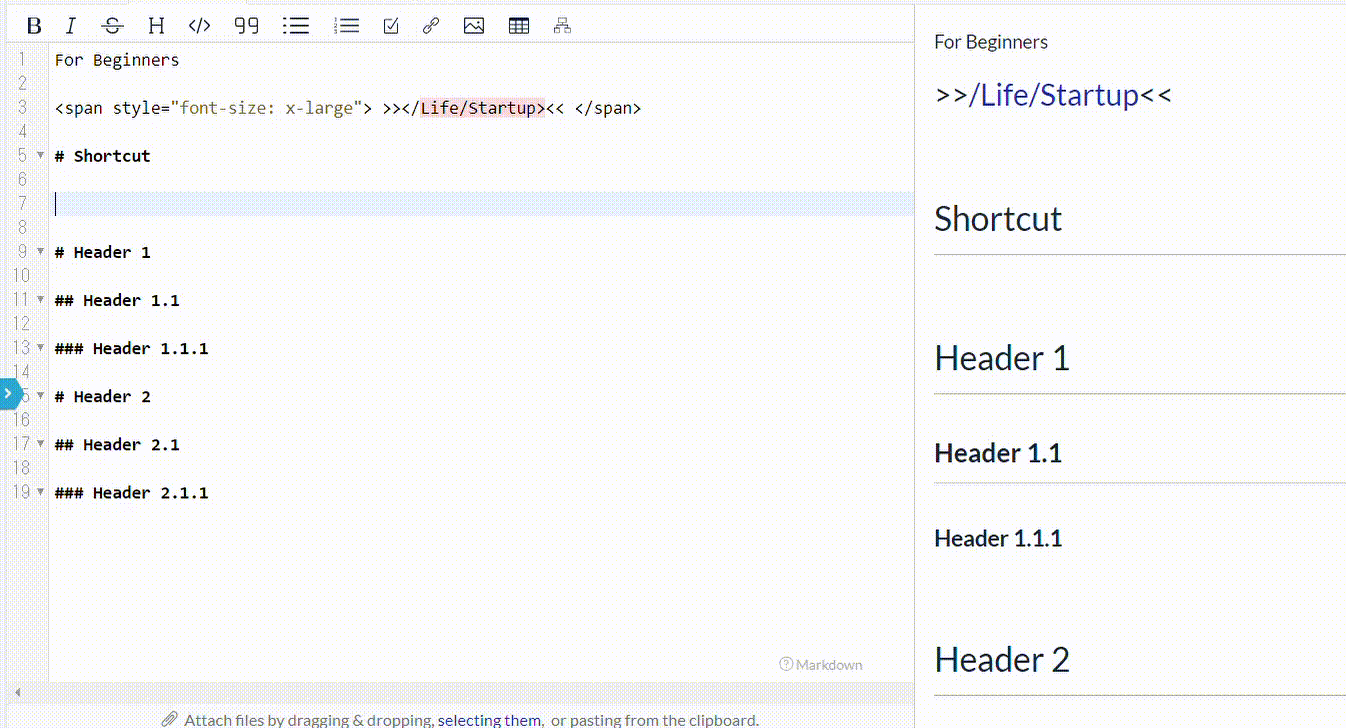 B I S H </> 99
1 For Beginners
2
3 <span style="font-size: x-large"> >></Life/Startup><< </span>
4
5 # Shortcut
6
7
8
9 # Header 1
10
11 ## Header 1.1
12
13 ### Header 1.1.1
14
5 # Header 2
16
17 ## Header 2.1
18
19 ### Header 2.1.1
Markdown
Attach files by dragging & dropping, selecting them, or pasting from the clipboard.
For Beginners
>>/Life/Startup<<
Shortcut
Header 1
Header 1.1
Header 1.1.1
Header 2